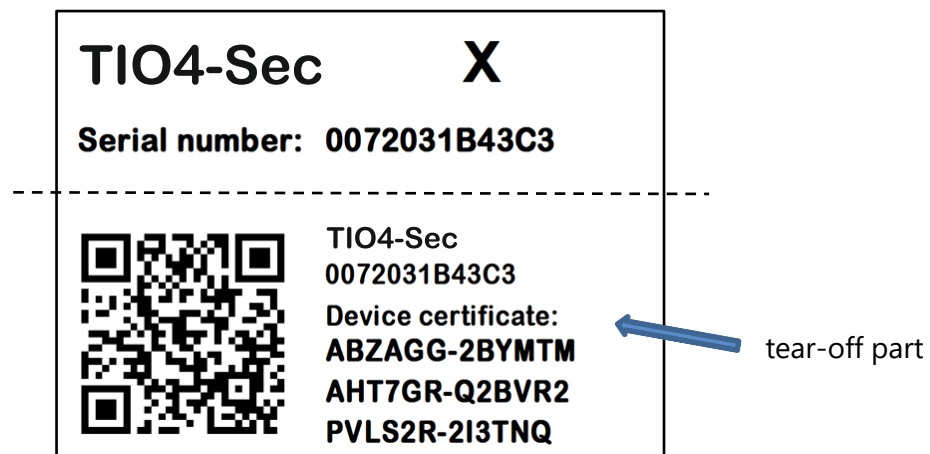 TIO4-Sec X
Serial number: 0072031B43C3
TIO4-Sec
0072031B43C3
Device certificate:
ABZAGG-2BYMTM
AHT7GR-Q2BVR2
PVLS2R-2I3TNQ
tear-off part